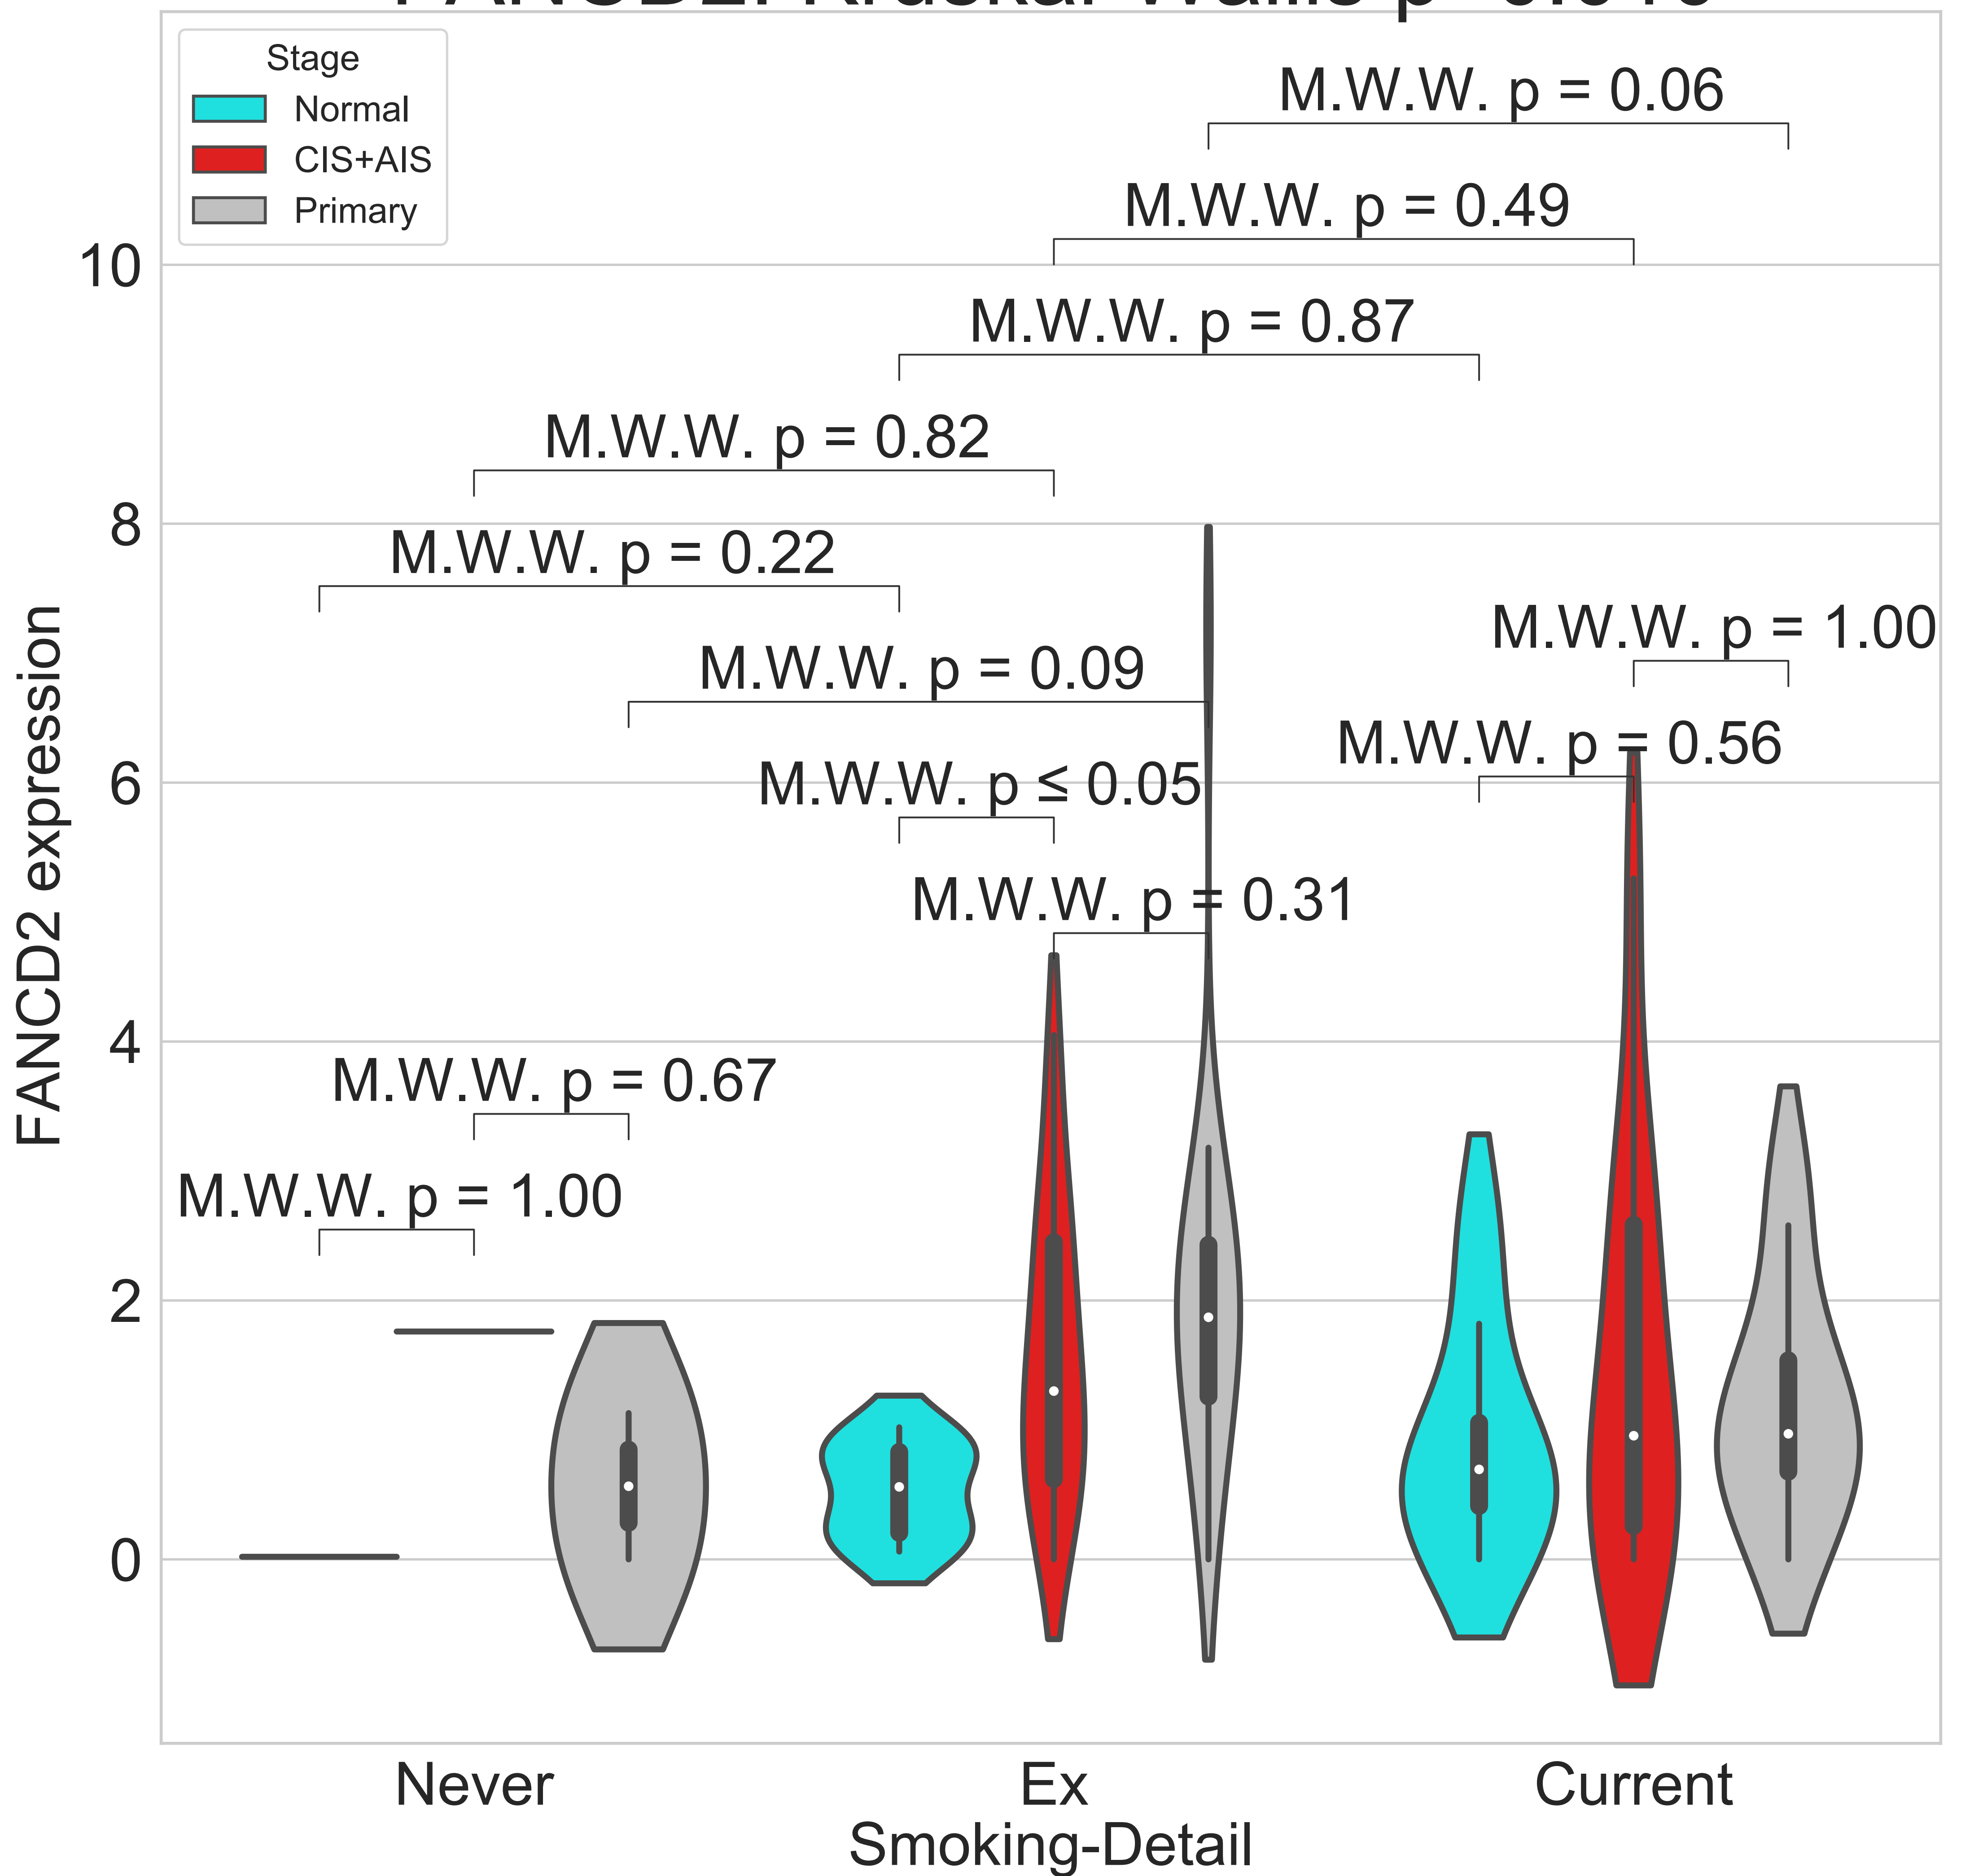 Stage
Normal
CIS+AIS
Primary
M.W.W. p = 0.06
M.W.W. p = 0.49
M.W.W. p = 0.87
M.W.W. p = 0.82
M.W.W. p = 0.22
M.W.W. p = 0.09
M.W.W. p = 1.00
M.W.W. p = 0.56
M.W.W. p ≤ 0.05
M.W.W. p = 0.31
M.W.W. p = 0.67
M.W.W. p = 1.00
10
8
6
4
2
0
FANCD2 expression
Never
Ex
Current
Smoking-Detail